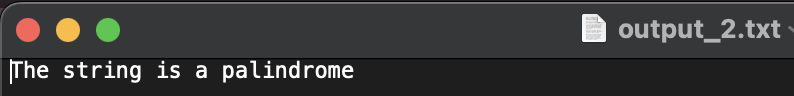 output_2.txt
The string is a palindrome